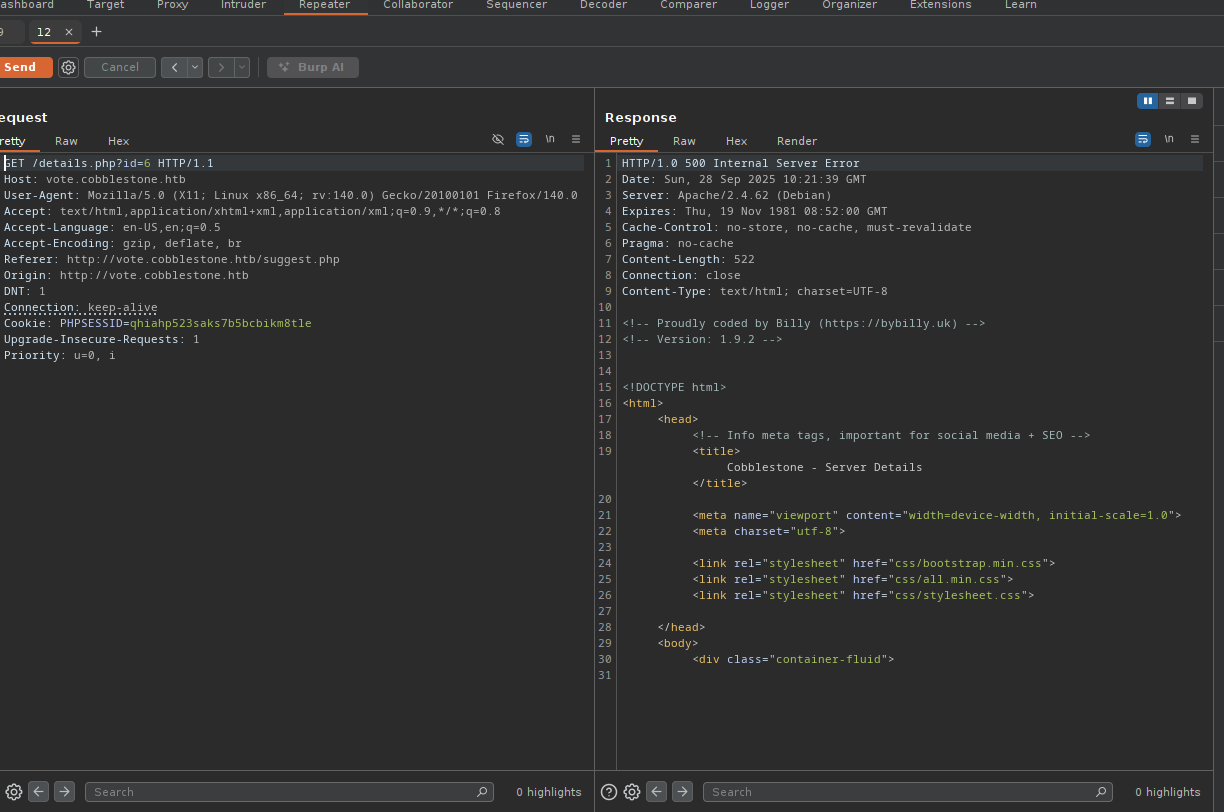 ashboard Target Proxy Intruder Repeater Collaborator Sequencer Decoder Comparer Logger Organizer Extensions Learn
9 12 × +
Send Cancel < > Burp AI
equest
retty Raw Hex \n
GET /details.php?id=6 HTTP/1.1
Host: vote.cobblestone.htb
User-Agent: Mozilla/5.0 (X11; Linux x86_64; rv:140.0) Gecko/20100101 Firefox/140.0
Accept: text/html,application/xhtml+xml,application/xml;q=0.9,*/*;q=0.8
Accept-Language: en-US,en;q=0.5
Accept-Encoding: gzip, deflate, br
Referer: http://vote.cobblestone.htb/suggest.php
Origin: http://vote.cobblestone.htb
DNT: 1
Connection: keep-alive
Cookie: PHPSESSID=qhiahp523saks7b5bcbikm8tle
Upgrade-Insecure-Requests: 1
Priority: u=0, i
Search 0 highlights
Response
Pretty Raw Hex Render \n
1 HTTP/1.0 500 Internal Server Error
2 Date: Sun, 28 Sep 2025 10:21:39 GMT
3 Server: Apache/2.4.62 (Debian)
4 Expires: Thu, 19 Nov 1981 08:52:00 GMT
5 Cache-Control: no-store, no-cache, must-revalidate
6 Pragma: no-cache
7 Content-Length: 522
8 Connection: close
9 Content-Type: text/html; charset=UTF-8
10
11 <!-- Proudly coded by Billy (https://bybilly.uk) -->
12 <!-- Version: 1.9.2 -->
13
14
15 <!DOCTYPE html>
16 <html>
17 <head>
18 <!-- Info meta tags, important for social media + SEO -->
19 <title>
Cobblestone - Server Details
</title>
20
21 <meta name="viewport" content="width=device-width, initial-scale=1.0">
22 <meta charset="utf-8">
23
24 <link rel="stylesheet" href="css/bootstrap.min.css">
25 <link rel="stylesheet" href="css/all.min.css">
26 <link rel="stylesheet" href="css/stylesheet.css">
27
28 </head>
29 <body>
30 <div class="container-fluid">
31
? Search 0 highlights